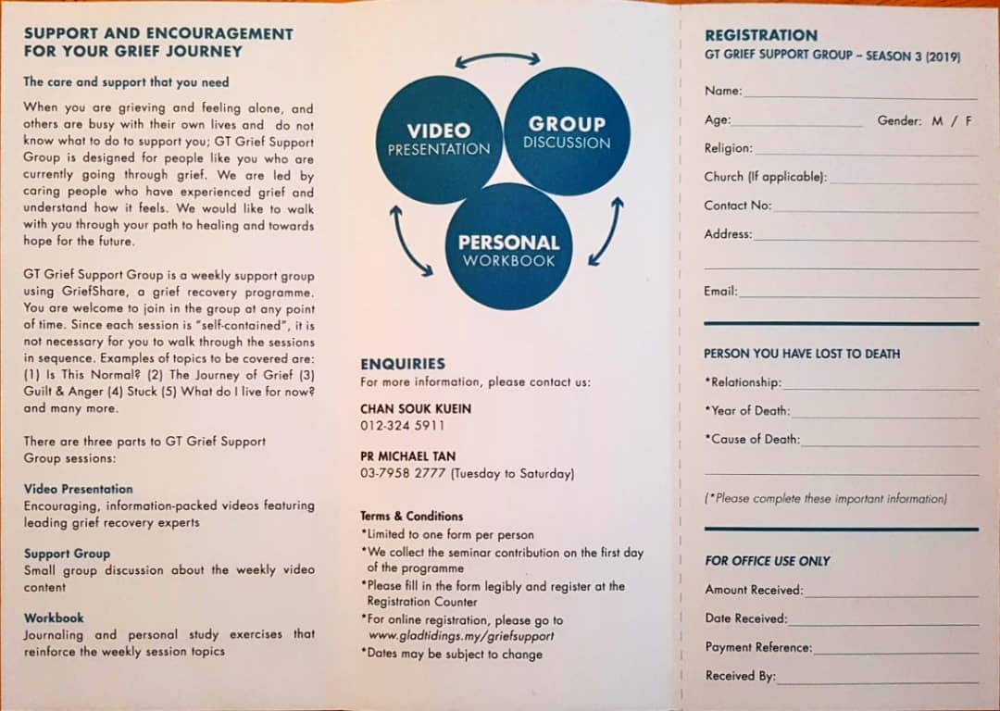 SUPPORT AND ENCOURAGEMENT
FOR YOUR GRIEF JOURNEY
The care and support that you need
When you are grieving and feeling alone, and
others are busy with their own lives and do not
know what to do to support you; GT Grief Support
Group is designed for people like you who are
currently going through grief. We are led by
caring people who have experienced grief and
understand how it feels. We would like to walk
with you through your path to healing and towards
hope for the future.
GT Grief Support Group is a weekly support group
using GriefShare, a grief recovery programme.
You are welcome to join in the group at any point
of time. Since each session is "self-contained", it is
not necessary for you to walk through the sessions
in sequence. Examples of topics to be covered are:
(1) Is This Normal? (2) The Journey of Grief (3)
Guilt & Anger (4) Stuck (5) What do I live for now?
and many more.
There are three parts to GT Grief Support
Group sessions:
Video Presentation
Encouraging, information-packed videos featuring
leading grief recovery experts
Support Group
Small group discussion about the weekly video
content
Workbook
Journaling and personal study exercises that
reinforce the weekly session topics
VIDEO
PRESENTATION
GROUP
DISCUSSION
PERSONAL
WORKBOOK
ENQUIRIES
For more information, please contact us:
CHAN SOUK KUEIN
012-324 5911
PR MICHAEL TAN
03-7958 2777 (Tuesday to Saturday)
Terms & Conditions
*Limited to one form per person
*We collect the seminar contribution on the first day
of the programme
*Please fill in the form legibly and register at the
Registration Counter
*For online registration, please go to
www.gladtidings.my/griefsupport
*Dates may be subject to change
REGISTRATION
GT GRIEF SUPPORT GROUP – SEASON 3 (2019)
Name:
Age: Gender: M / F
Religion:
Church (If applicable):
Contact No:
Address:
Email:
PERSON YOU HAVE LOST TO DEATH
*Relationship:
*Year of Death:
*Cause of Death:
(*Please complete these important information)
FOR OFFICE USE ONLY
Amount Received:
Date Received:
Payment Reference:
Received By: